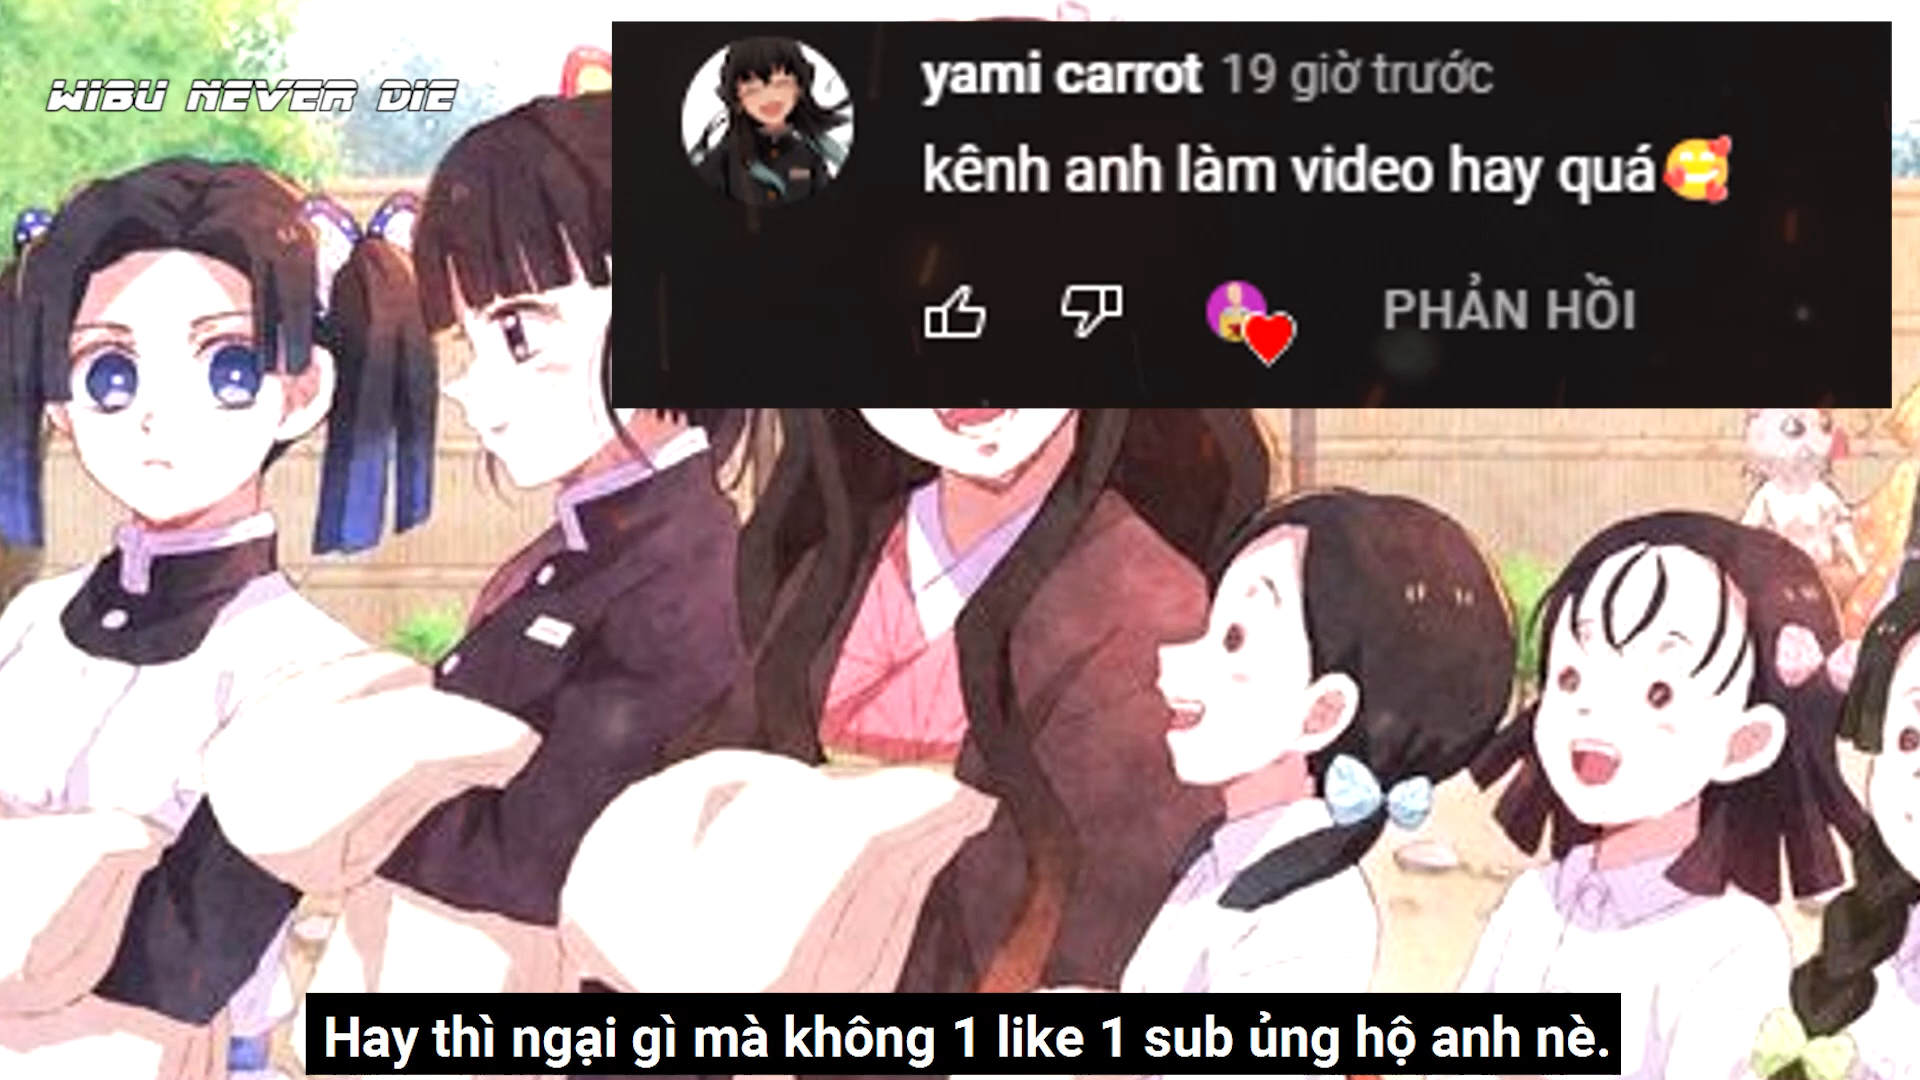 WIBU NEVER DIE
yami carrot 19 giờ trước
kênh anh làm video hay quá🥰
PHẢN HỒI
Hay thì ngại gì mà không 1 like 1 sub ủng hộ anh nè.